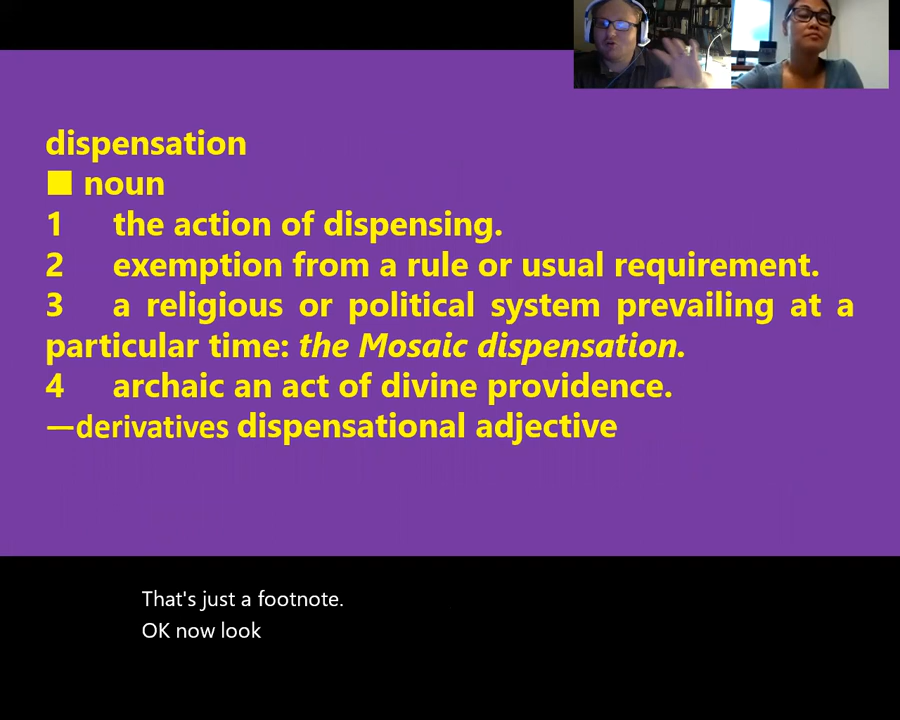 dispensation
■ noun
1 the action of dispensing.
2 exemption from a rule or usual requirement.
3 a religious or political system prevailing at a
particular time: the Mosaic dispensation.
4 archaic an act of divine providence.
—derivatives dispensational adjective
That's just a footnote.
OK now look